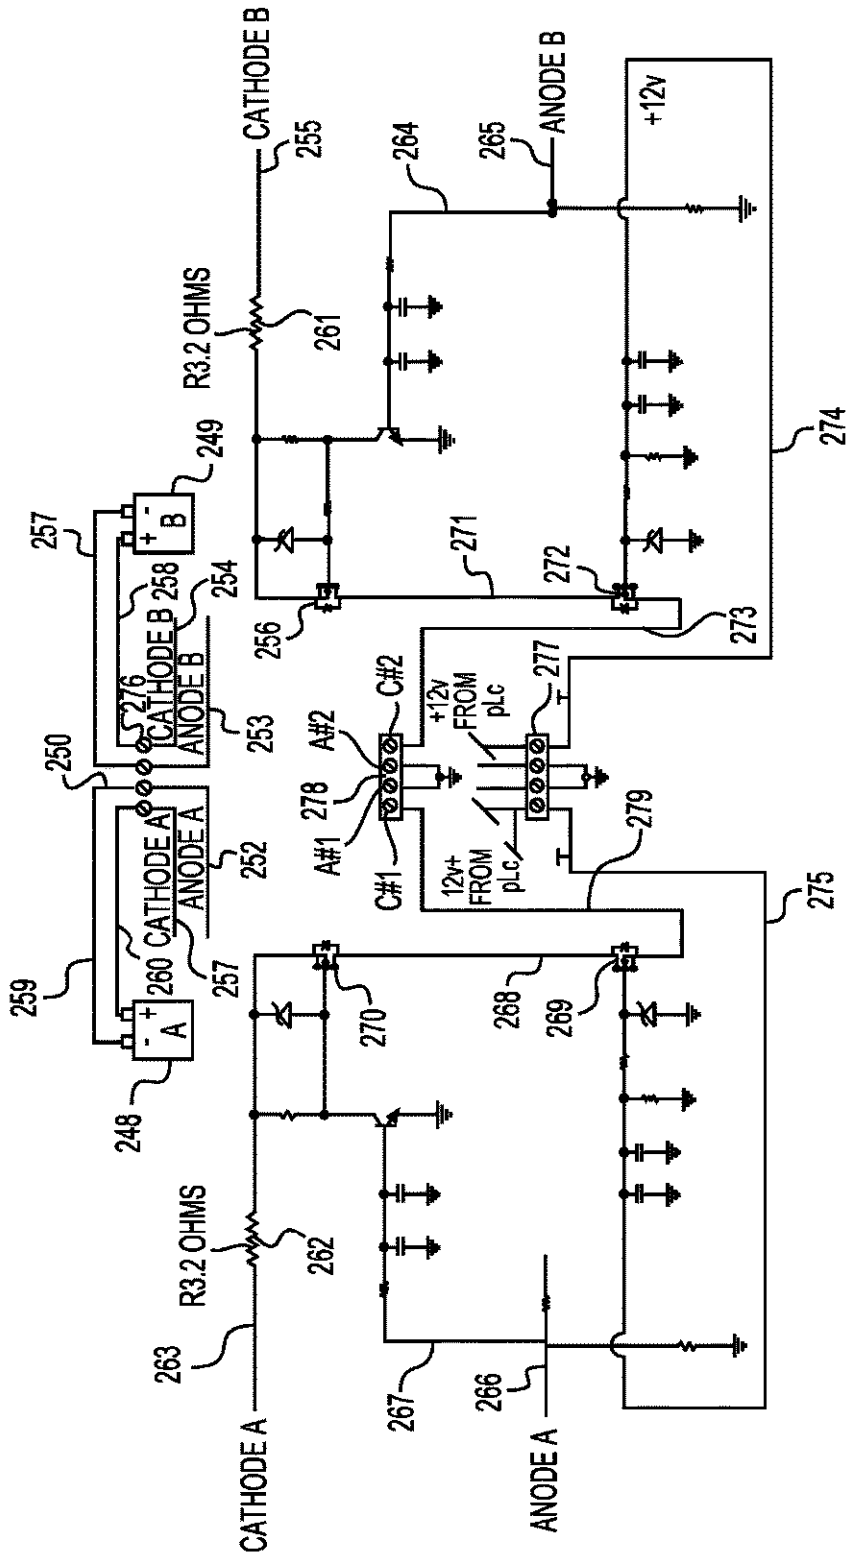 259
260
248
- +
A
CATHODE A
257
ANODE A
252
250
276
CATHODE B
ANODE B
253
254
258
257
+ -
B
249
CATHODE A
263
R3.2 OHMS
262
270
256
R3.2 OHMS
261
255
CATHODE B
267
268
C#1
A#1
278
A#2
C#2
271
264
ANODE A
266
269
12v+
FROM
pLc
+12v
FROM
pLc
277
272
265
ANODE B
279
273
+12v
275
274